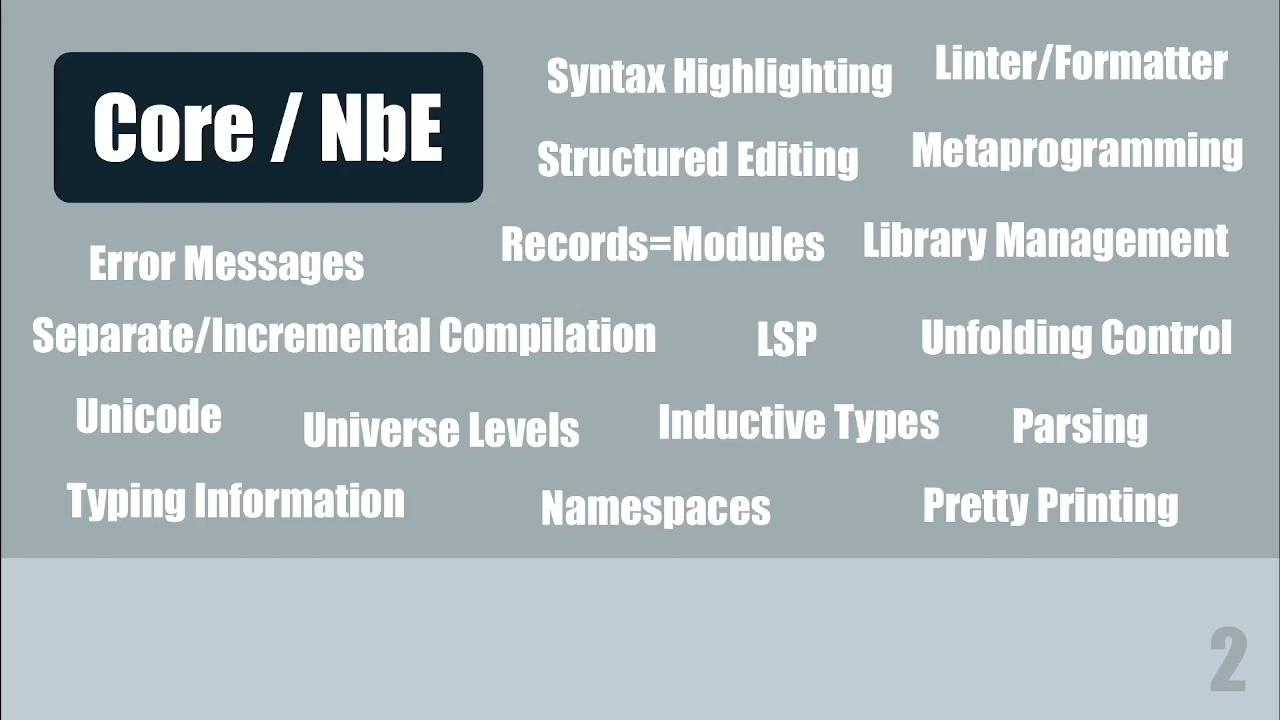 Core / NbE
Syntax Highlighting
Linter/Formatter
Structured Editing
Metaprogramming
Records=Modules
Library Management
Error Messages
Separate/Incremental Compilation
LSP
Unfolding Control
Unicode
Universe Levels
Inductive Types
Parsing
Typing Information
Namespaces
Pretty Printing
2